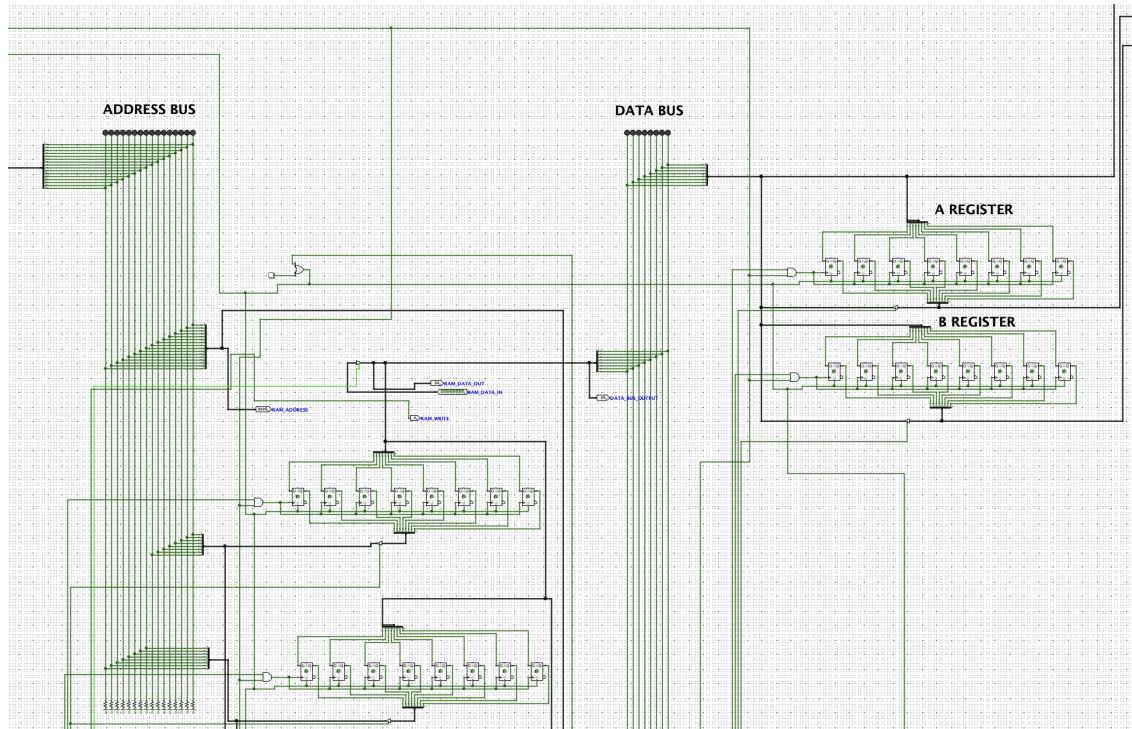 ADDRESS BUS
DATA BUS
A REGISTER
B REGISTER
RAM_DATA_OUT
RAM_DATA_IN
DATA_BUS_OUTPUT
RAM_ADDRESS
RAM_WRITE